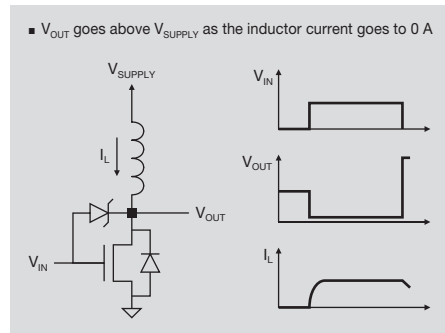 ▪ V_OUT goes above V_SUPPLY as the inductor current goes to 0 A
V_SUPPLY
I_L
V_OUT
V_IN
V_IN
V_OUT
I_L